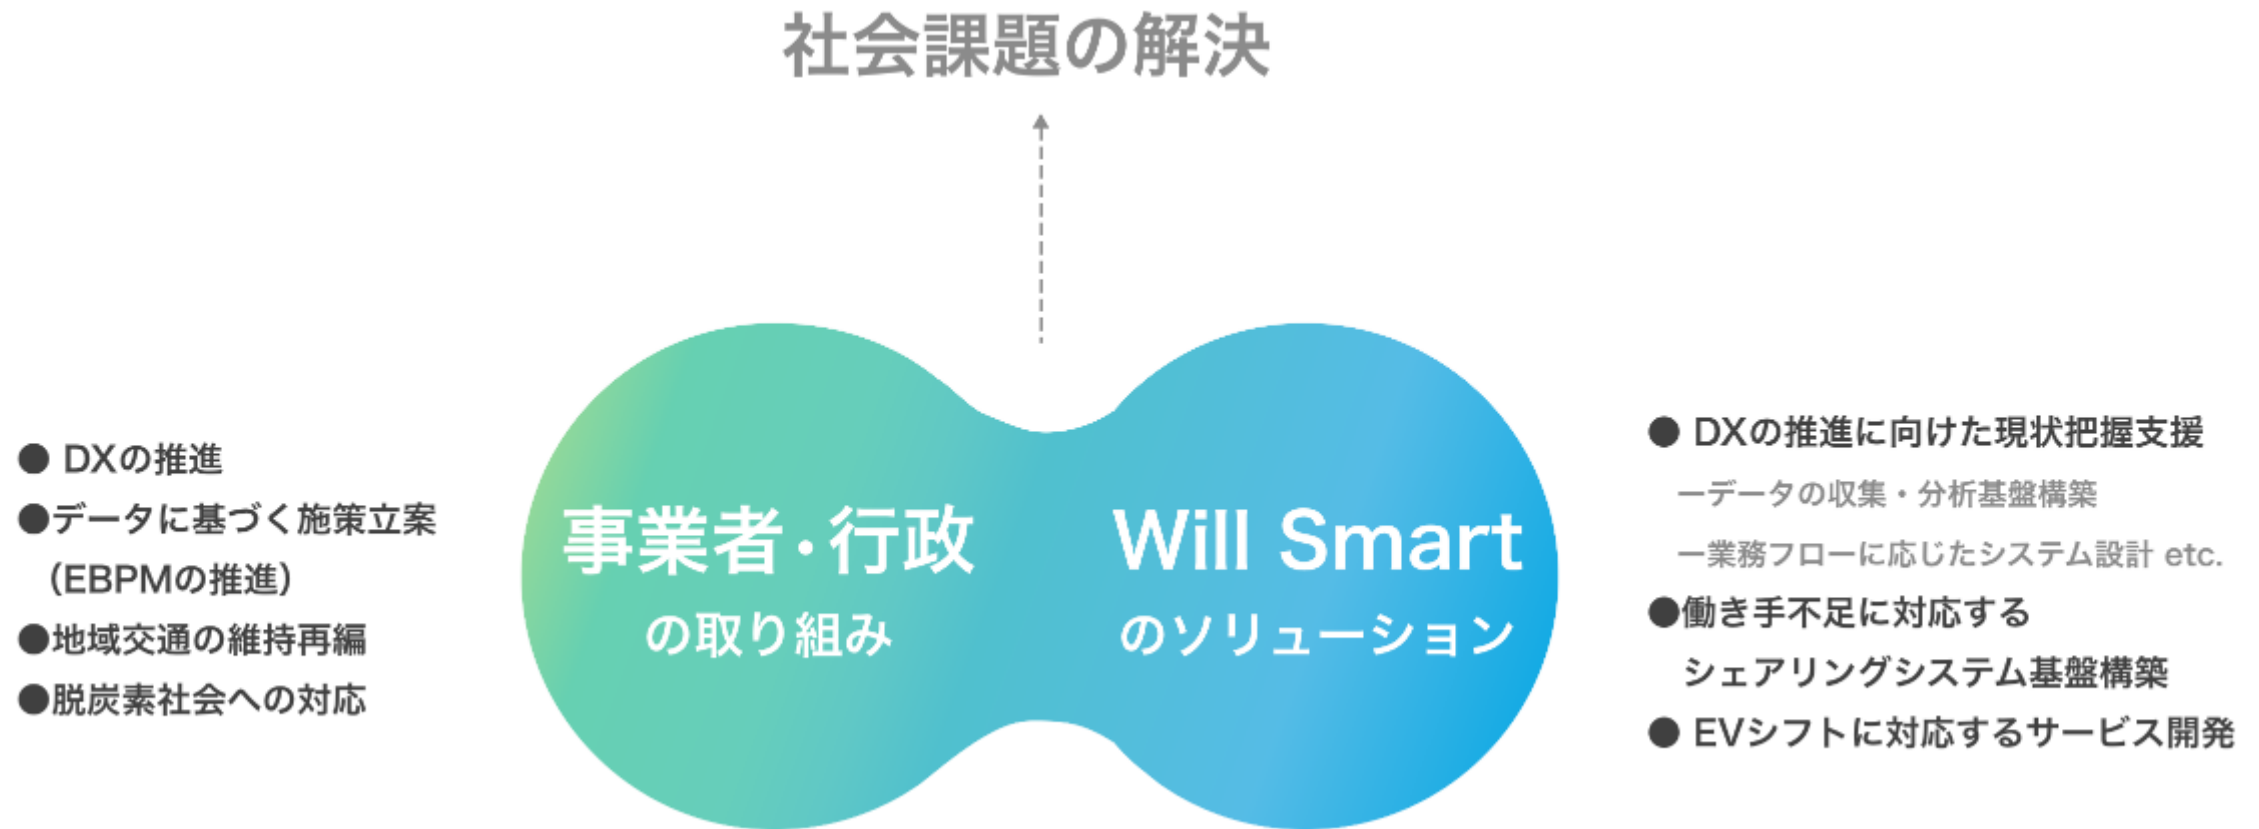 社会課題の解決
● DXの推進
●データに基づく施策立案
（EBPMの推進）
●地域交通の維持再編
●脱炭素社会への対応
事業者・行政
の取り組み
Will Smart
のソリューション
● DXの推進に向けた現状把握支援
ーデータの収集・分析基盤構築
ー業務フローに応じたシステム設計 etc.
●働き手不足に対応する
シェアリングシステム基盤構築
● EVシフトに対応するサービス開発